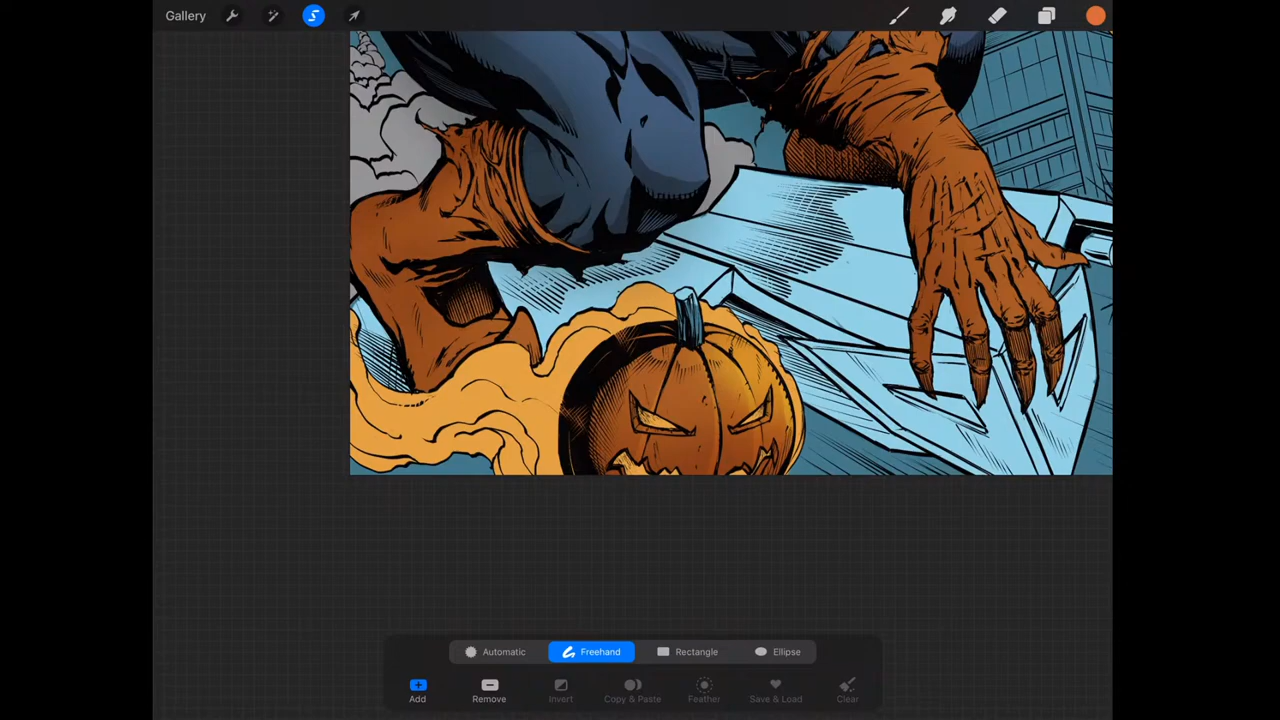 Gallery
Automatic Freehand Rectangle Ellipse
Add Remove Invert Copy & Paste Feather Save & Load Clear